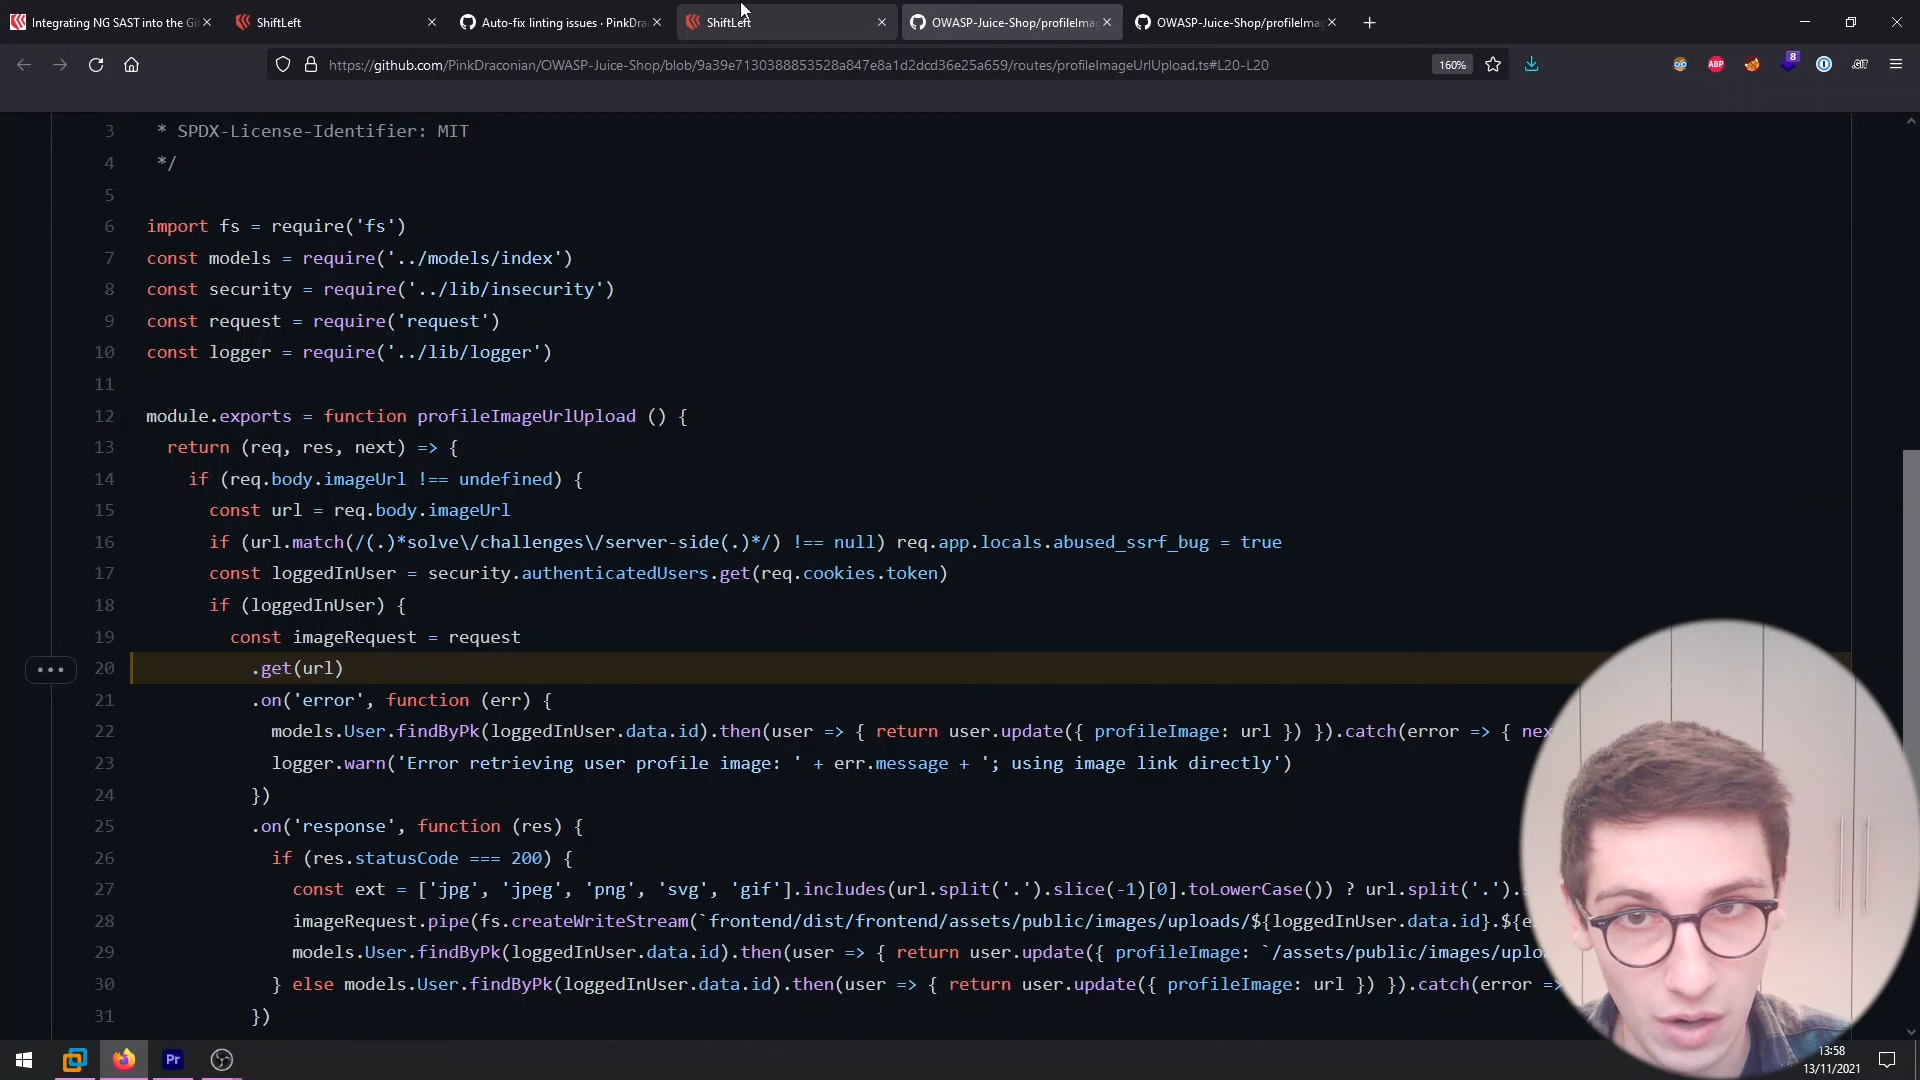 Integrating NG SAST into the Gi
ShiftLeft
Auto-fix linting issues · PinkDra
ShiftLeft
OWASP-Juice-Shop/profileImag
OWASP-Juice-Shop/profileImag
https://github.com/PinkDraconian/OWASP-Juice-Shop/blob/9a39e7130388853528a847e8a1d2dcd36e25a659/routes/profileImageUrlUpload.ts#L20-L20
160%
ABP
8
3 * SPDX-License-Identifier: MIT
4 */
5
6 import fs = require('fs')
7 const models = require('../models/index')
8 const security = require('../lib/insecurity')
9 const request = require('request')
10 const logger = require('../lib/logger')
11
12 module.exports = function profileImageUrlUpload () {
13 return (req, res, next) => {
14 if (req.body.imageUrl !== undefined) {
15 const url = req.body.imageUrl
16 if (url.match(/(.)*solve\/challenges\/server-side(.)*/) !== null) req.app.locals.abused_ssrf_bug = true
17 const loggedInUser = security.authenticatedUsers.get(req.cookies.token)
18 if (loggedInUser) {
19 const imageRequest = request
20 .get(url)
21 .on('error', function (err) {
22 models.User.findByPk(loggedInUser.data.id).then(user => { return user.update({ profileImage: url }) }).catch(error => { nex
23 logger.warn('Error retrieving user profile image: ' + err.message + '; using image link directly')
24 })
25 .on('response', function (res) {
26 if (res.statusCode === 200) {
27 const ext = ['jpg', 'jpeg', 'png', 'svg', 'gif'].includes(url.split('.').slice(-1)[0].toLowerCase()) ? url.split('.').s
28 imageRequest.pipe(fs.createWriteStream(`frontend/dist/frontend/assets/public/images/uploads/${loggedInUser.data.id}.${e
29 models.User.findByPk(loggedInUser.data.id).then(user => { return user.update({ profileImage: `/assets/public/images/uplo
30 } else models.User.findByPk(loggedInUser.data.id).then(user => { return user.update({ profileImage: url }) }).catch(error =>
31 })
Pr
13:58
13/11/2021